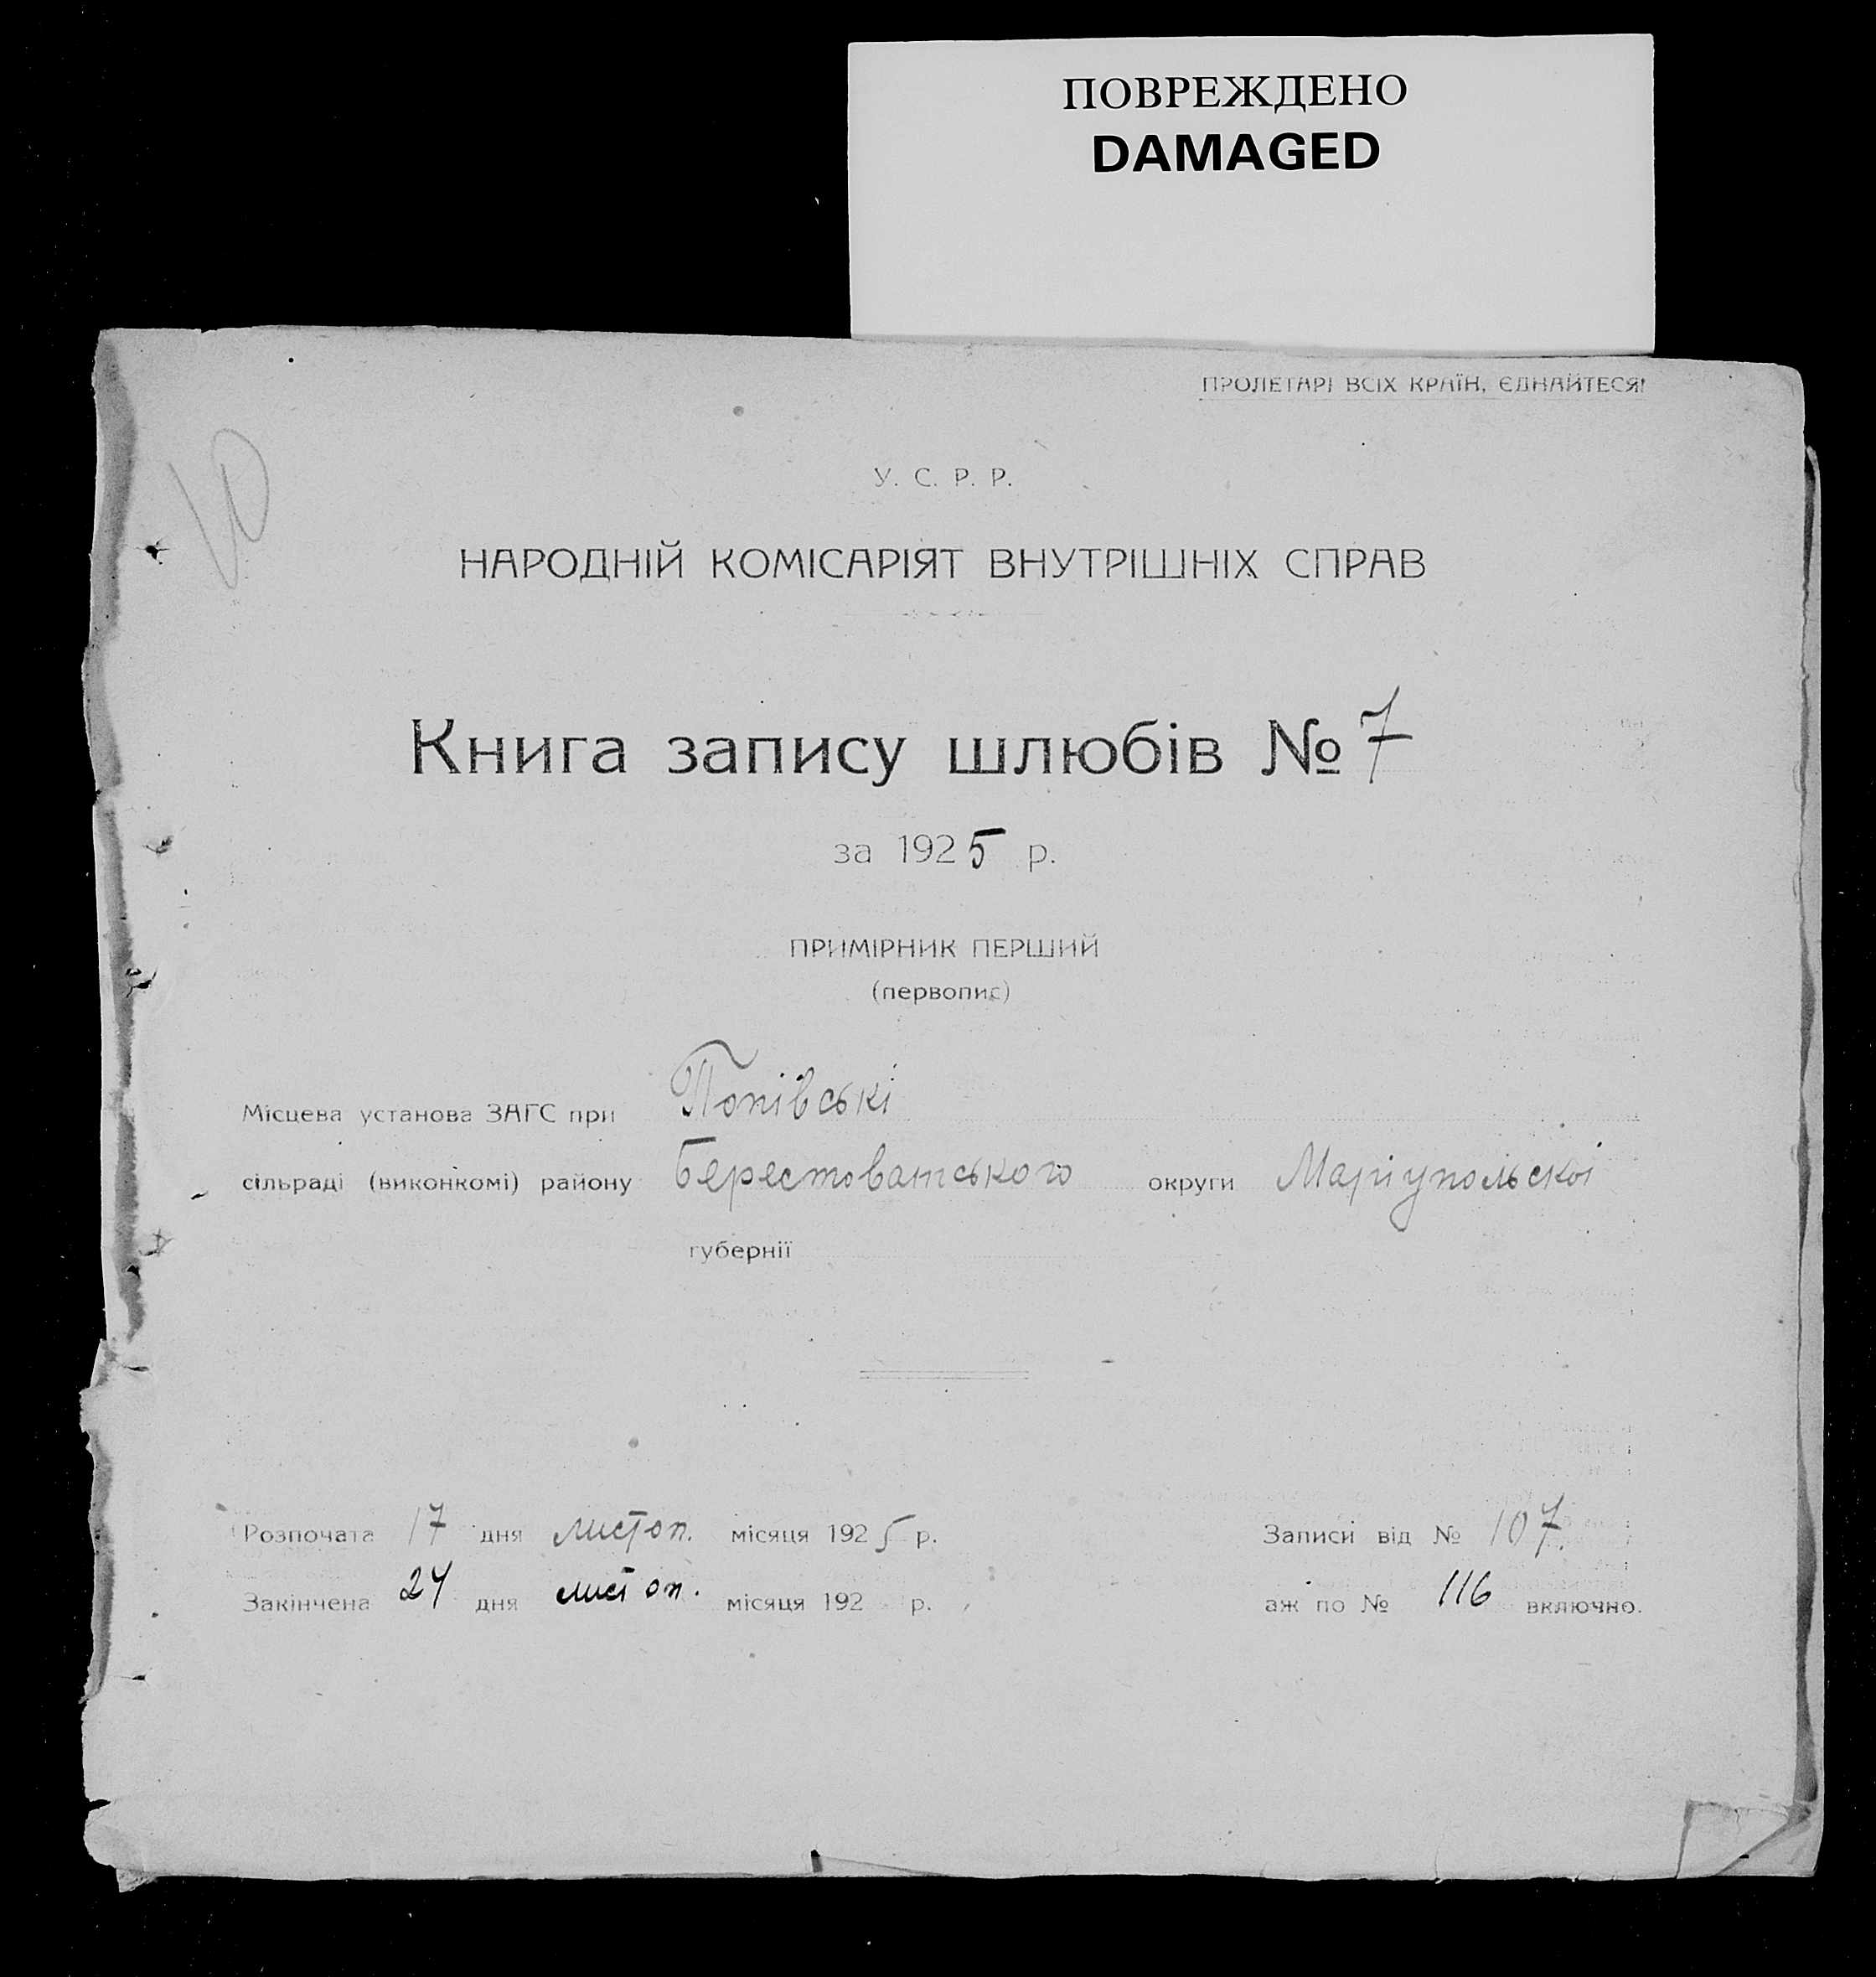 ПОВРЕЖДЕНО
DAMAGED
ПРОЛЕТАРІ ВСІХ КРАЇН, ЄДНАЙТЕСЯ!
10
У. С. Р. Р.
НАРОДНІЙ КОМІСАРІЯТ ВНУТРІШНІХ СПРАВ
Книга запису шлюбів № 7
за 1925 р.
ПРИМІРНИК ПЕРШИЙ
(первопис)
Місцева установа ЗАГС при Попівські
сільраді (виконкомі) району Берестоватського округи Маріупольскоі
губернії
Розпочата 17 дня листоп. місяця 1925 р. Записи від № 107.
Закінчена 24 дня листоп. місяця 192 р. аж по № 116 включно.